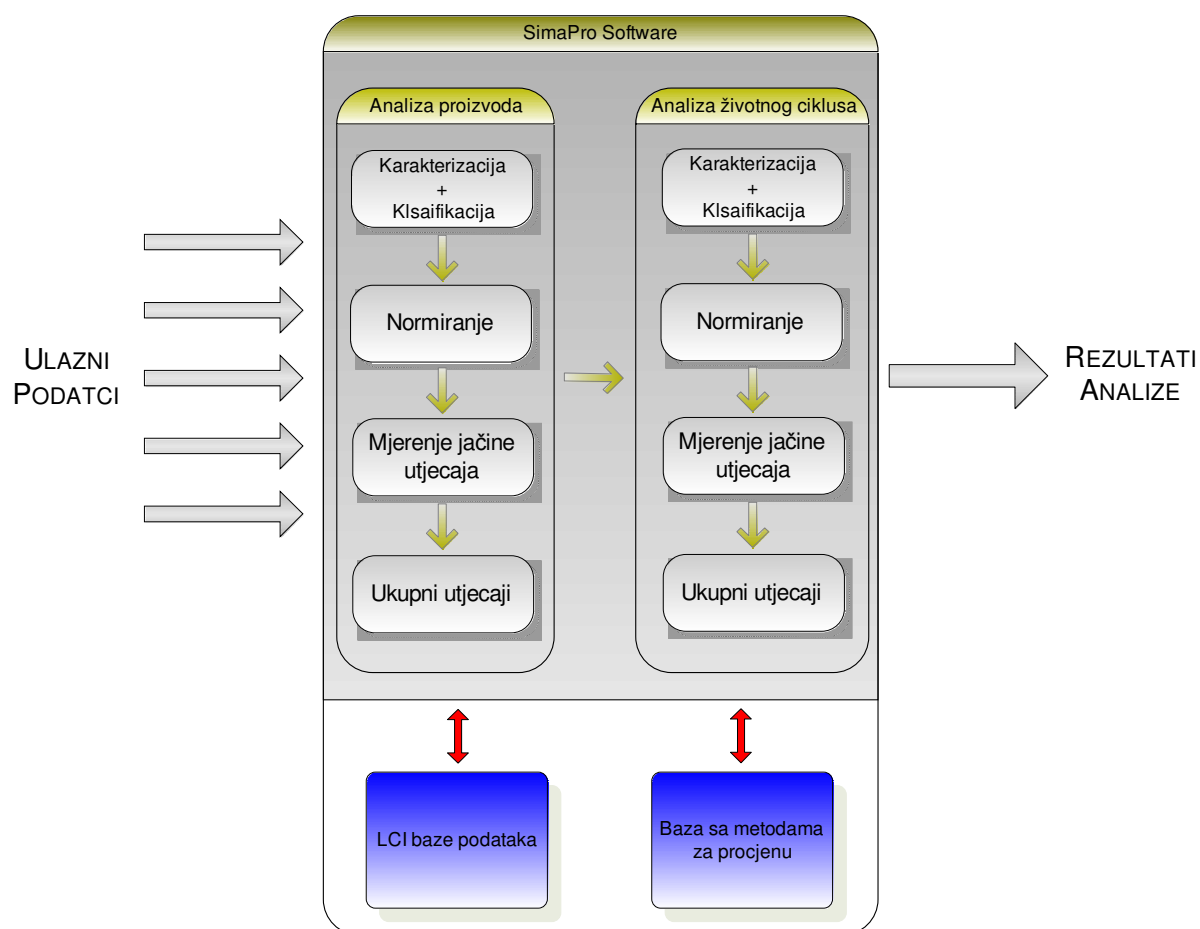 SimaPro Software
Analiza proizvoda
Karakterizacija
+
Klsaifikacija
Normiranje
Mjerenje jačine
utjecaja
Ukupni utjecaji
Analiza životnog ciklusa
Karakterizacija
+
Klsaifikacija
Normiranje
Mjerenje jačine
utjecaja
Ukupni utjecaji
ULAZNI
PODATCI
REZULTATI
ANALIZE
LCI baze podataka
Baza sa metodama
za procjenu